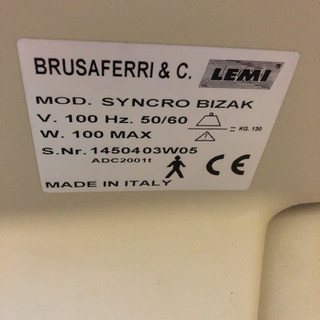 BRUSAFERRI & C. LEMI
MOD. SYNCRO BIZAK
V. 100 Hz. 50/60
W. 100 MAX
= KG. 130
S.Nr. 1450403W05
ADC2001t
MADE IN ITALY CE